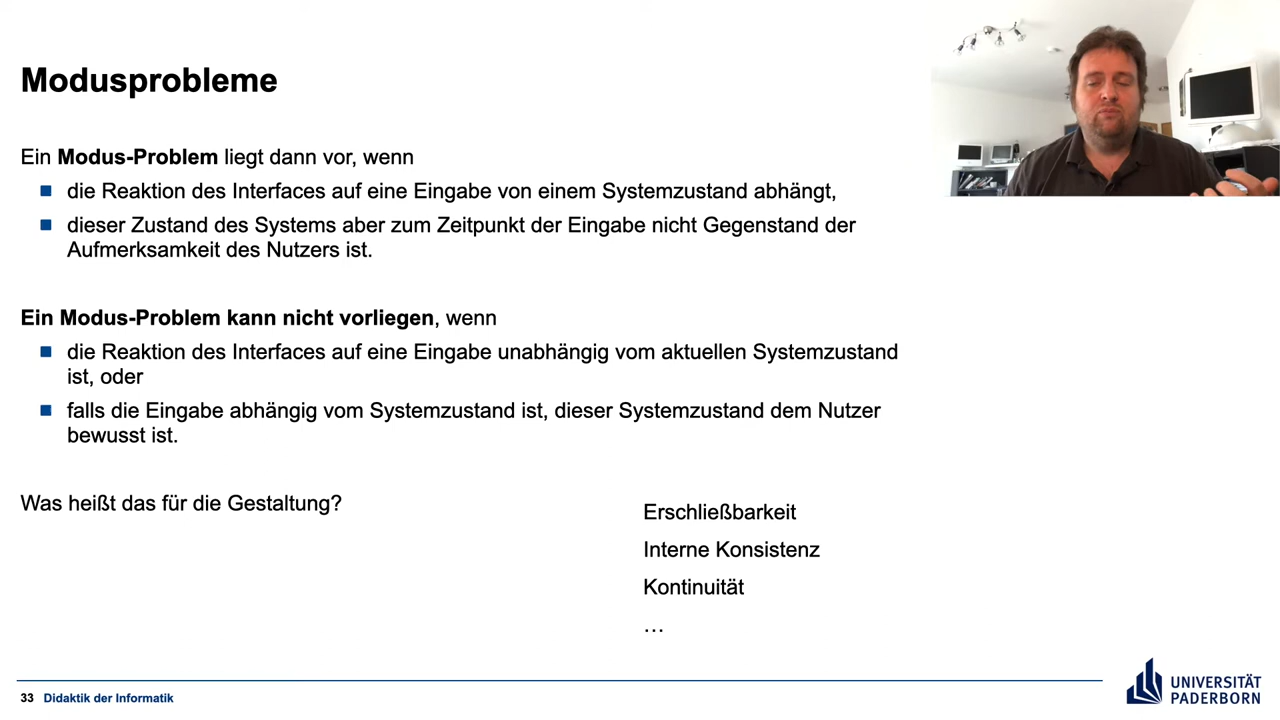 Modusprobleme
Ein Modus-Problem liegt dann vor, wenn
die Reaktion des Interfaces auf eine Eingabe von einem Systemzustand abhängt,
dieser Zustand des Systems aber zum Zeitpunkt der Eingabe nicht Gegenstand der
Aufmerksamkeit des Nutzers ist.
Ein Modus-Problem kann nicht vorliegen, wenn
die Reaktion des Interfaces auf eine Eingabe unabhängig vom aktuellen Systemzustand
ist, oder
falls die Eingabe abhängig vom Systemzustand ist, dieser Systemzustand dem Nutzer
bewusst ist.
Was heißt das für die Gestaltung?
Erschließbarkeit
Interne Konsistenz
Kontinuität
…
33 Didaktik der Informatik
UNIVERSITÄT
PADERBORN